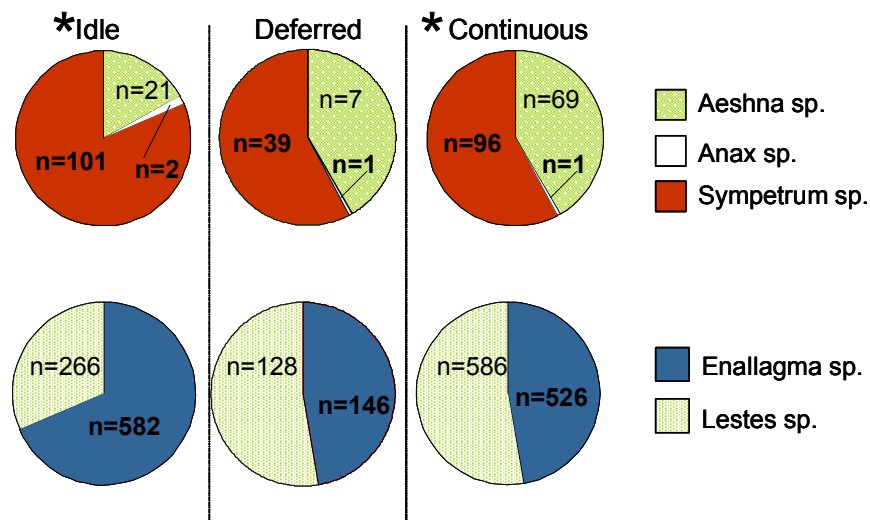 *Idle
Deferred
* Continuous
n=21
n=101
n=2
n=7
n=39
n=1
n=69
n=96
n=1
Aeshna sp.
Anax sp.
Sympetrum sp.
n=266
n=582
n=128
n=146
n=586
n=526
Enallagma sp.
Lestes sp.